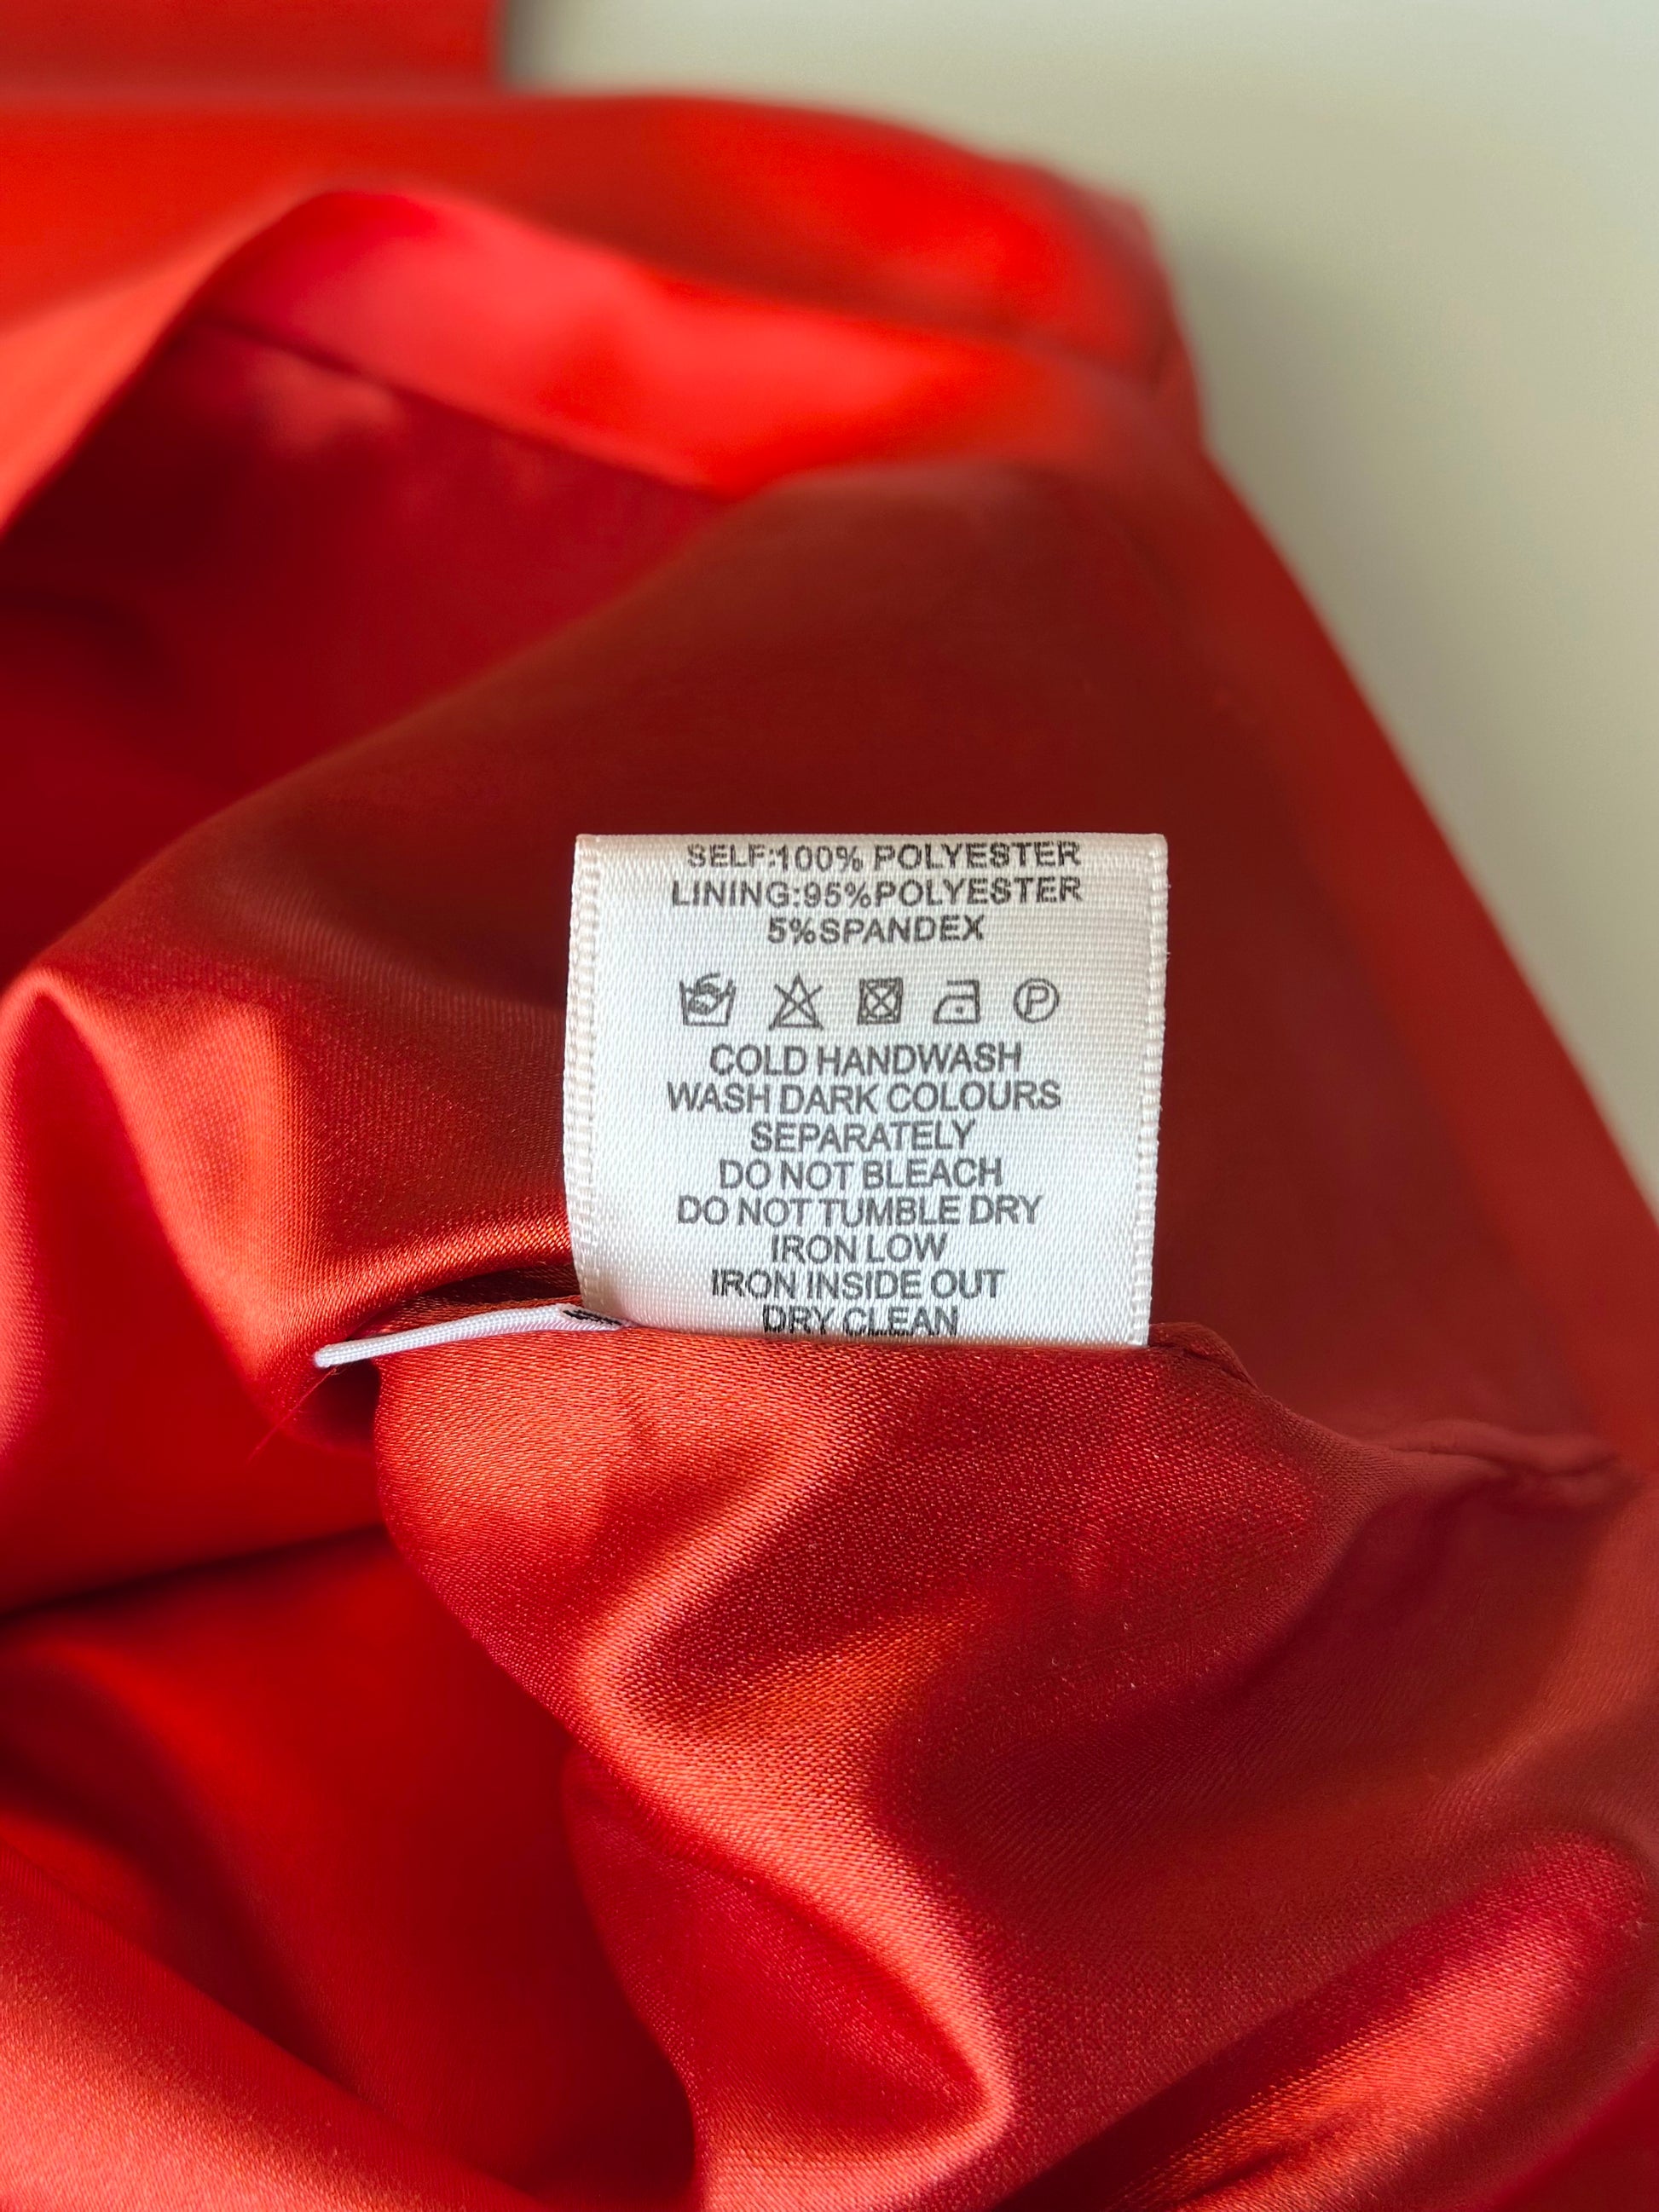 SELF:100% POLYESTER
LINING:95%POLYESTER
5%SPANDEX
P
COLD HANDWASH
WASH DARK COLOURS
SEPARATELY
DO NOT BLEACH
DO NOT TUMBLE DRY
IRON LOW
IRON INSIDE OUT
DRY CLEAN